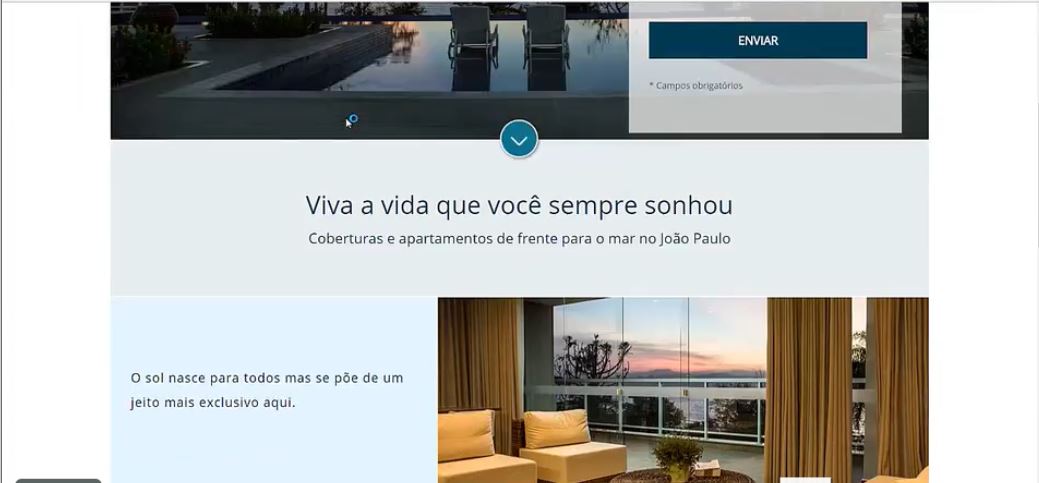 ENVIAR
* Campos obrigatórios
Viva a vida que você sempre sonhou
Coberturas e apartamentos de frente para o mar no João Paulo
O sol nasce para todos mas se põe de um
jeito mais exclusivo aqui.